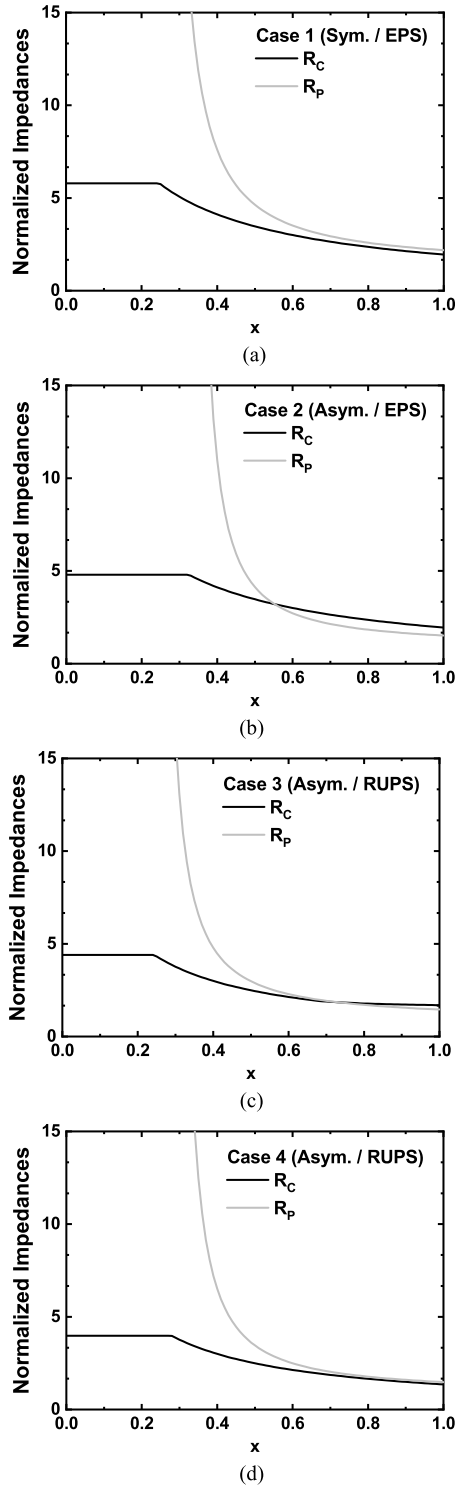 Case 1 (Sym. / EPS)
R_C
R_P
Normalized Impedances
15
10
5
0
0.0 0.2 0.4 0.6 0.8 1.0
x
(a)
Case 2 (Asym. / EPS)
R_C
R_P
Normalized Impedances
15
10
5
0
0.0 0.2 0.4 0.6 0.8 1.0
x
(b)
Case 3 (Asym. / RUPS)
R_C
R_P
Normalized Impedances
15
10
5
0
0.0 0.2 0.4 0.6 0.8 1.0
x
(c)
Case 4 (Asym. / RUPS)
R_C
R_P
Normalized Impedances
15
10
5
0
0.0 0.2 0.4 0.6 0.8 1.0
x
(d)